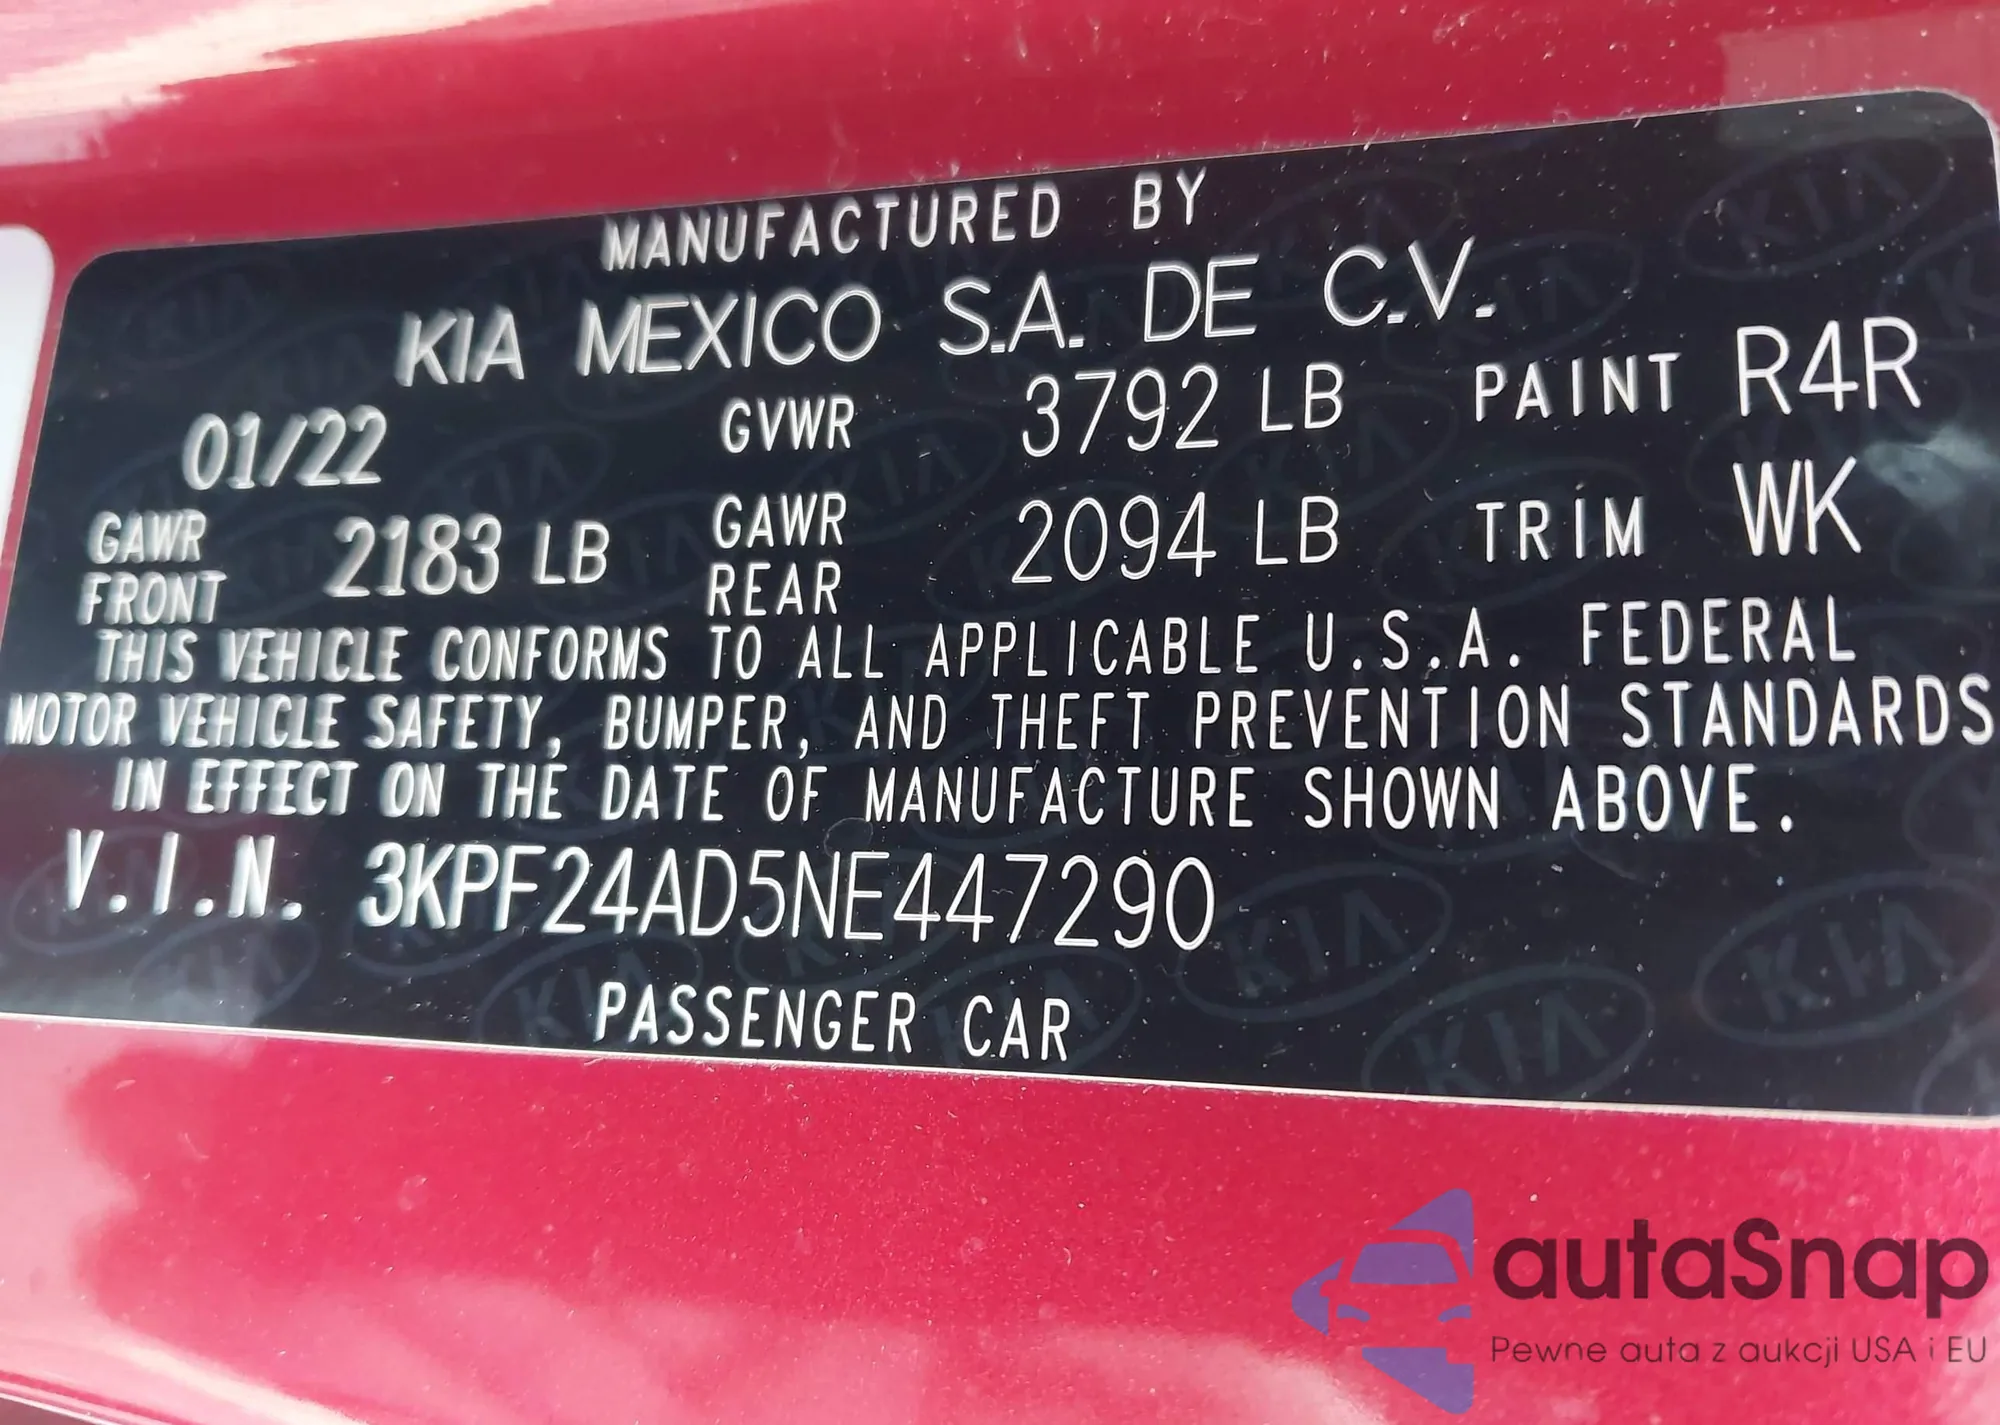 MANUFACTURED BY
KIA MEXICO S.A. DE C.V.
01/22 GVWR 3792 LB PAINT R4R
GAWR FRONT 2183 LB GAWR REAR 2094 LB TRIM WK
THIS VEHICLE CONFORMS TO ALL APPLICABLE U.S.A. FEDERAL
MOTOR VEHICLE SAFETY, BUMPER, AND THEFT PREVENTION STANDARDS
IN EFFECT ON THE DATE OF MANUFACTURE SHOWN ABOVE.
V.I.N. 3KPF24AD5NE447290
PASSENGER CAR
autaSnap
Pewne auta z aukcji USA i EU